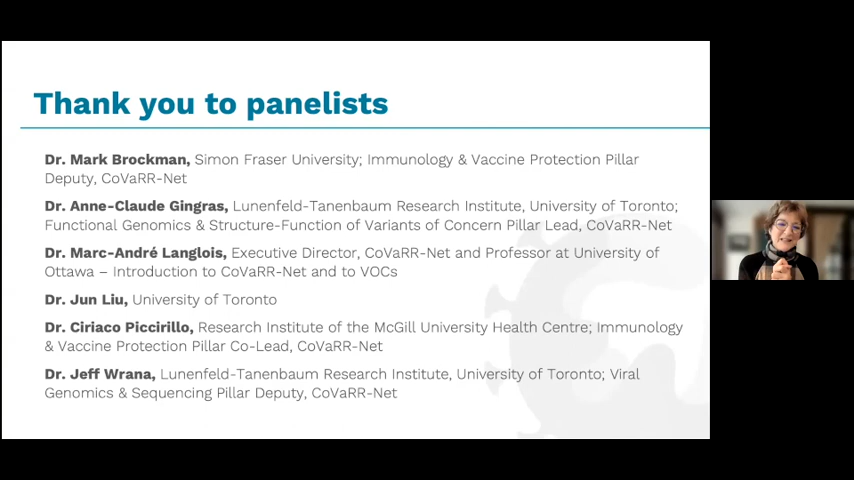 Thank you to panelists
Dr. Mark Brockman, Simon Fraser University; Immunology & Vaccine Protection Pillar
Deputy, CoVaRR-Net
Dr. Anne-Claude Gingras, Lunenfeld-Tanenbaum Research Institute, University of Toronto;
Functional Genomics & Structure-Function of Variants of Concern Pillar Lead, CoVaRR-Net
Dr. Marc-André Langlois, Executive Director, CoVaRR-Net and Professor at University of
Ottawa – Introduction to CoVaRR-Net and to VOCs
Dr. Jun Liu, University of Toronto
Dr. Ciriaco Piccirillo, Research Institute of the McGill University Health Centre; Immunology
& Vaccine Protection Pillar Co-Lead, CoVaRR-Net
Dr. Jeff Wrana, Lunenfeld-Tanenbaum Research Institute, University of Toronto; Viral
Genomics & Sequencing Pillar Deputy, CoVaRR-Net